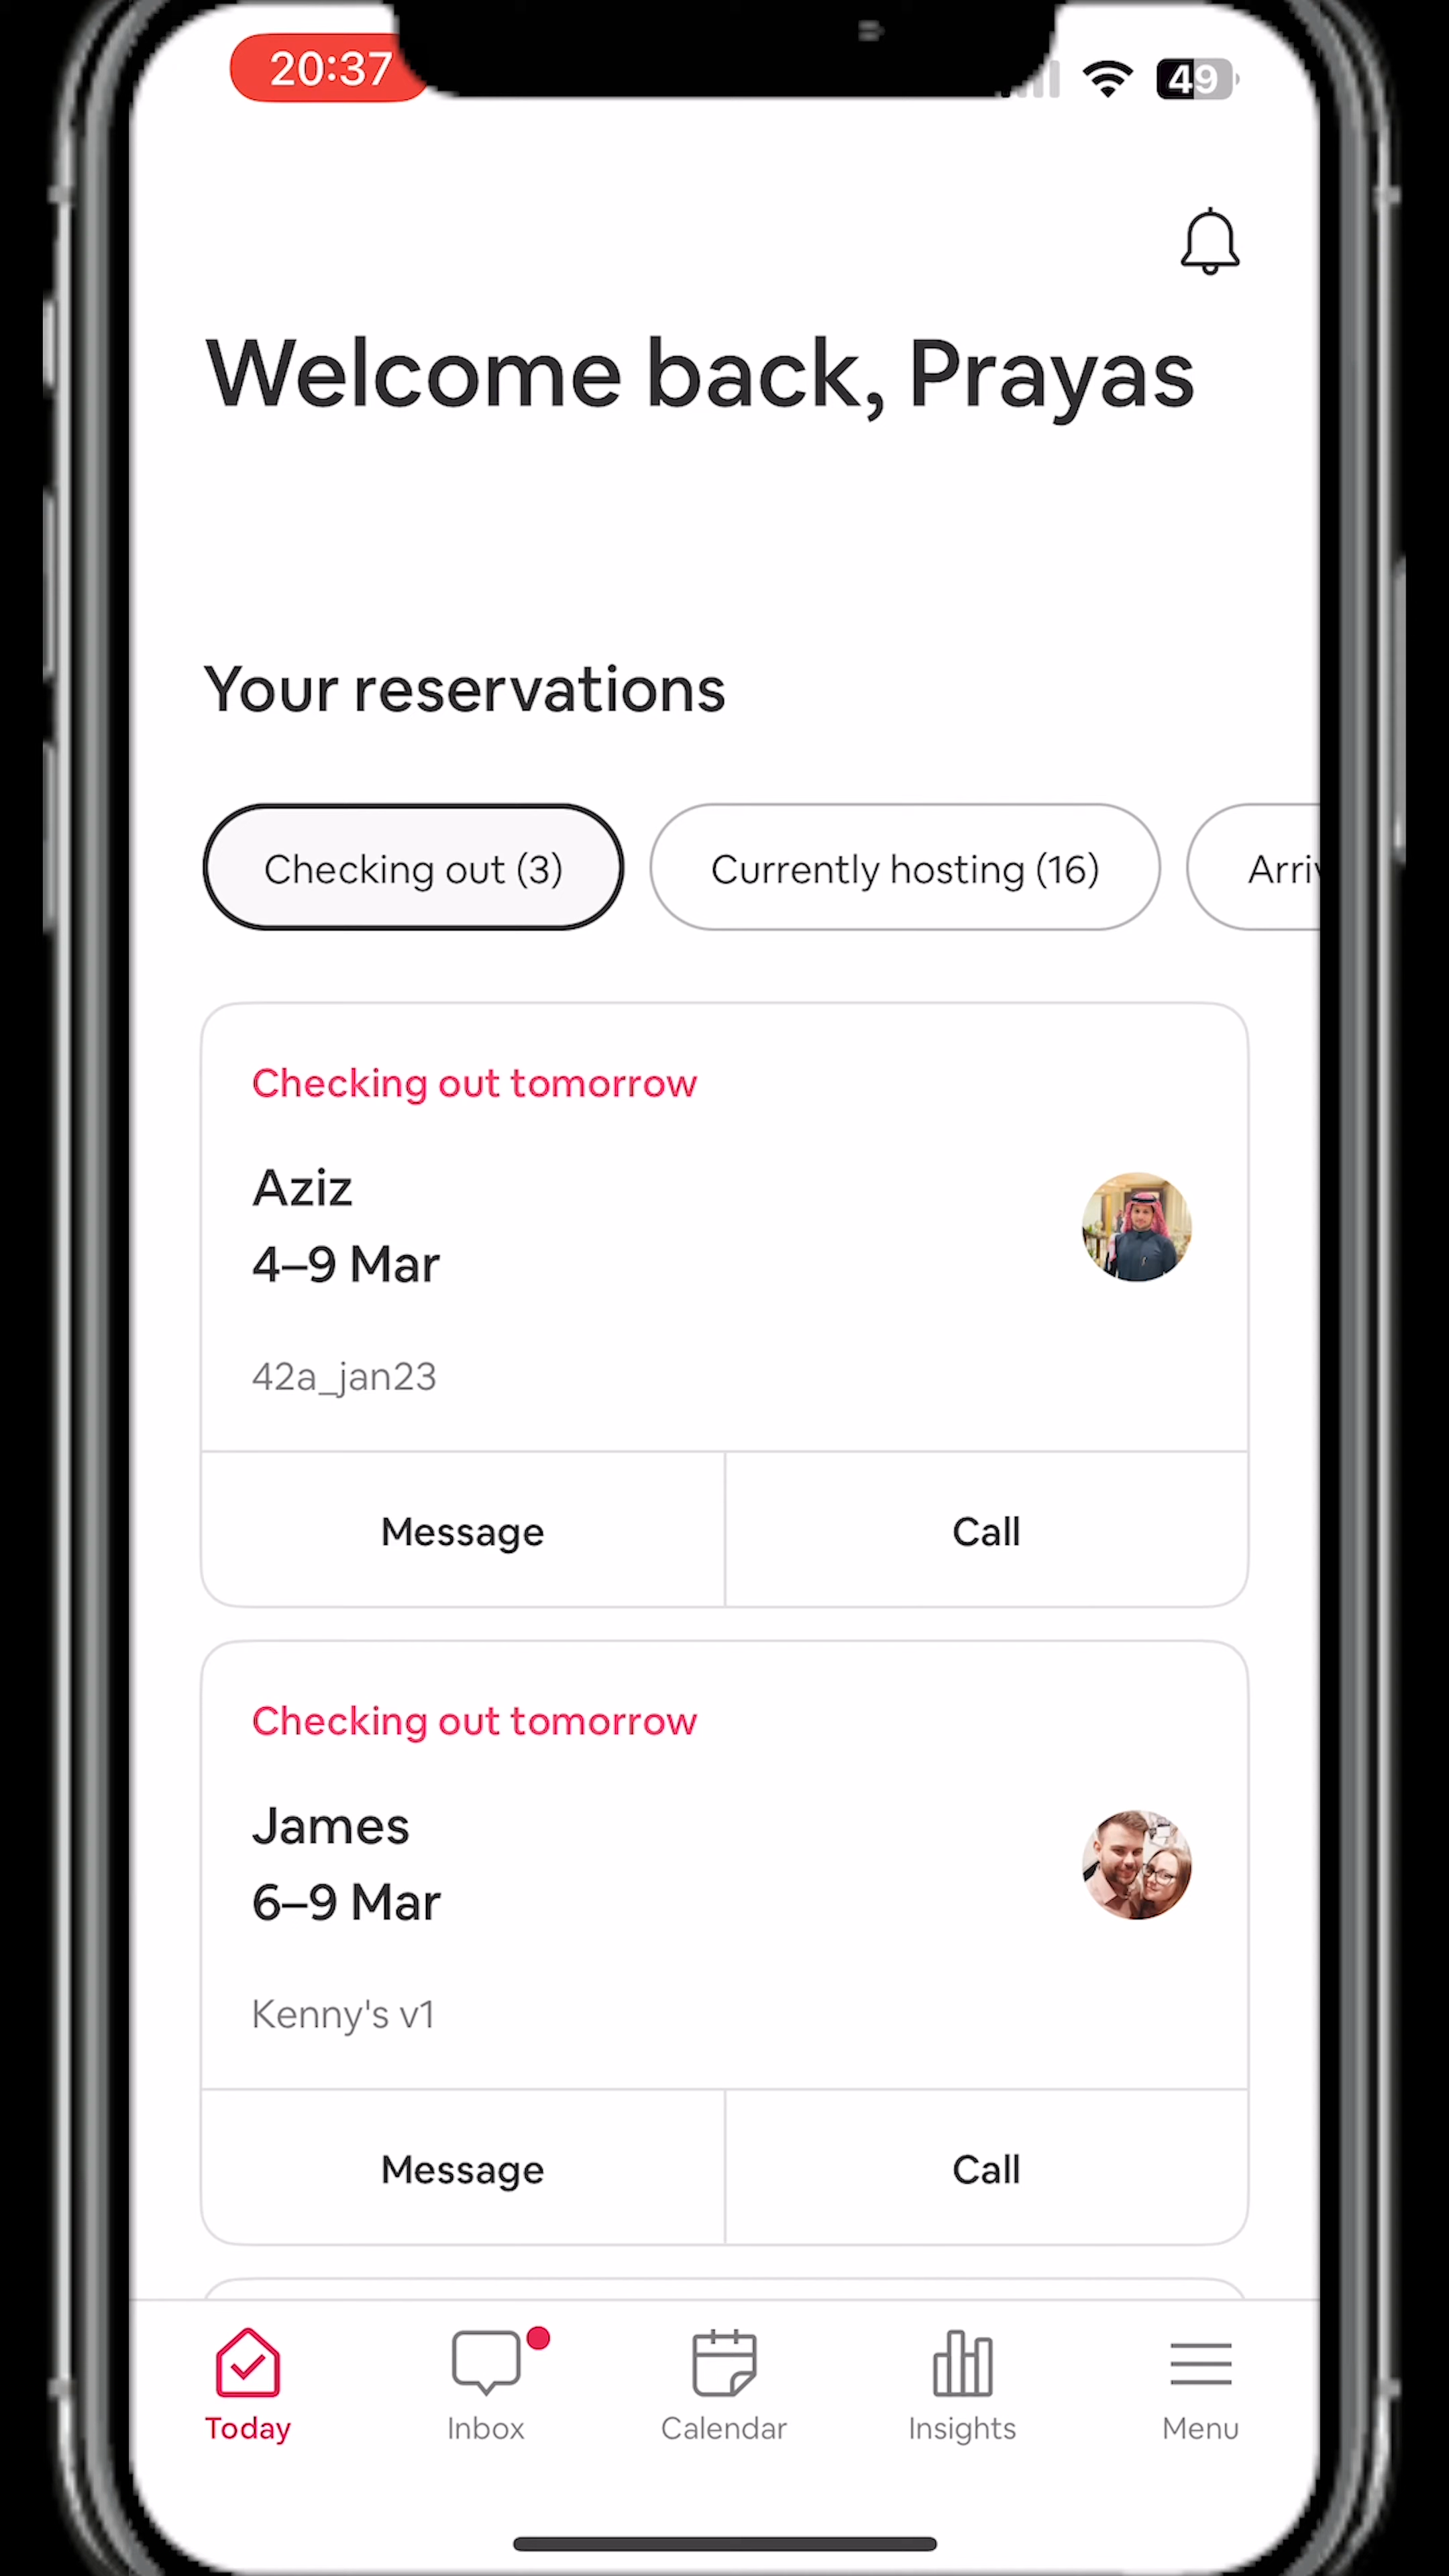 20:37
49
Welcome back, Prayas
Your reservations
Checking out (3)
Currently hosting (16)
Checking out tomorrow
Aziz
4–9 Mar
42a_jan23
Message
Call
Checking out tomorrow
James
6–9 Mar
Kenny's v1
Message
Call
Today
Inbox
Calendar
Insights
Menu